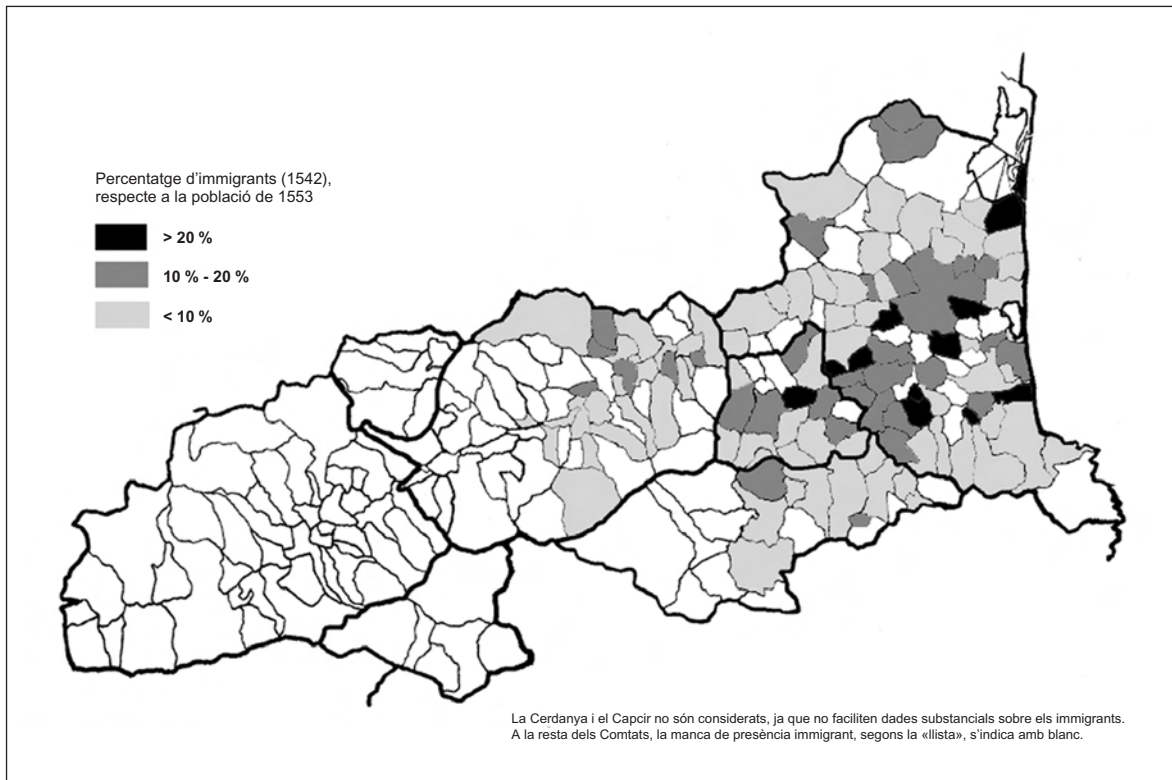 Percentatge d’immigrants (1542),
respecte a la població de 1553
> 20 %
10 % - 20 %
< 10 %
La Cerdanya i el Capcir no són considerats, ja que no faciliten dades substancials sobre els immigrants.
A la resta dels Comtats, la manca de presència immigrant, segons la «llista», s’indica amb blanc.